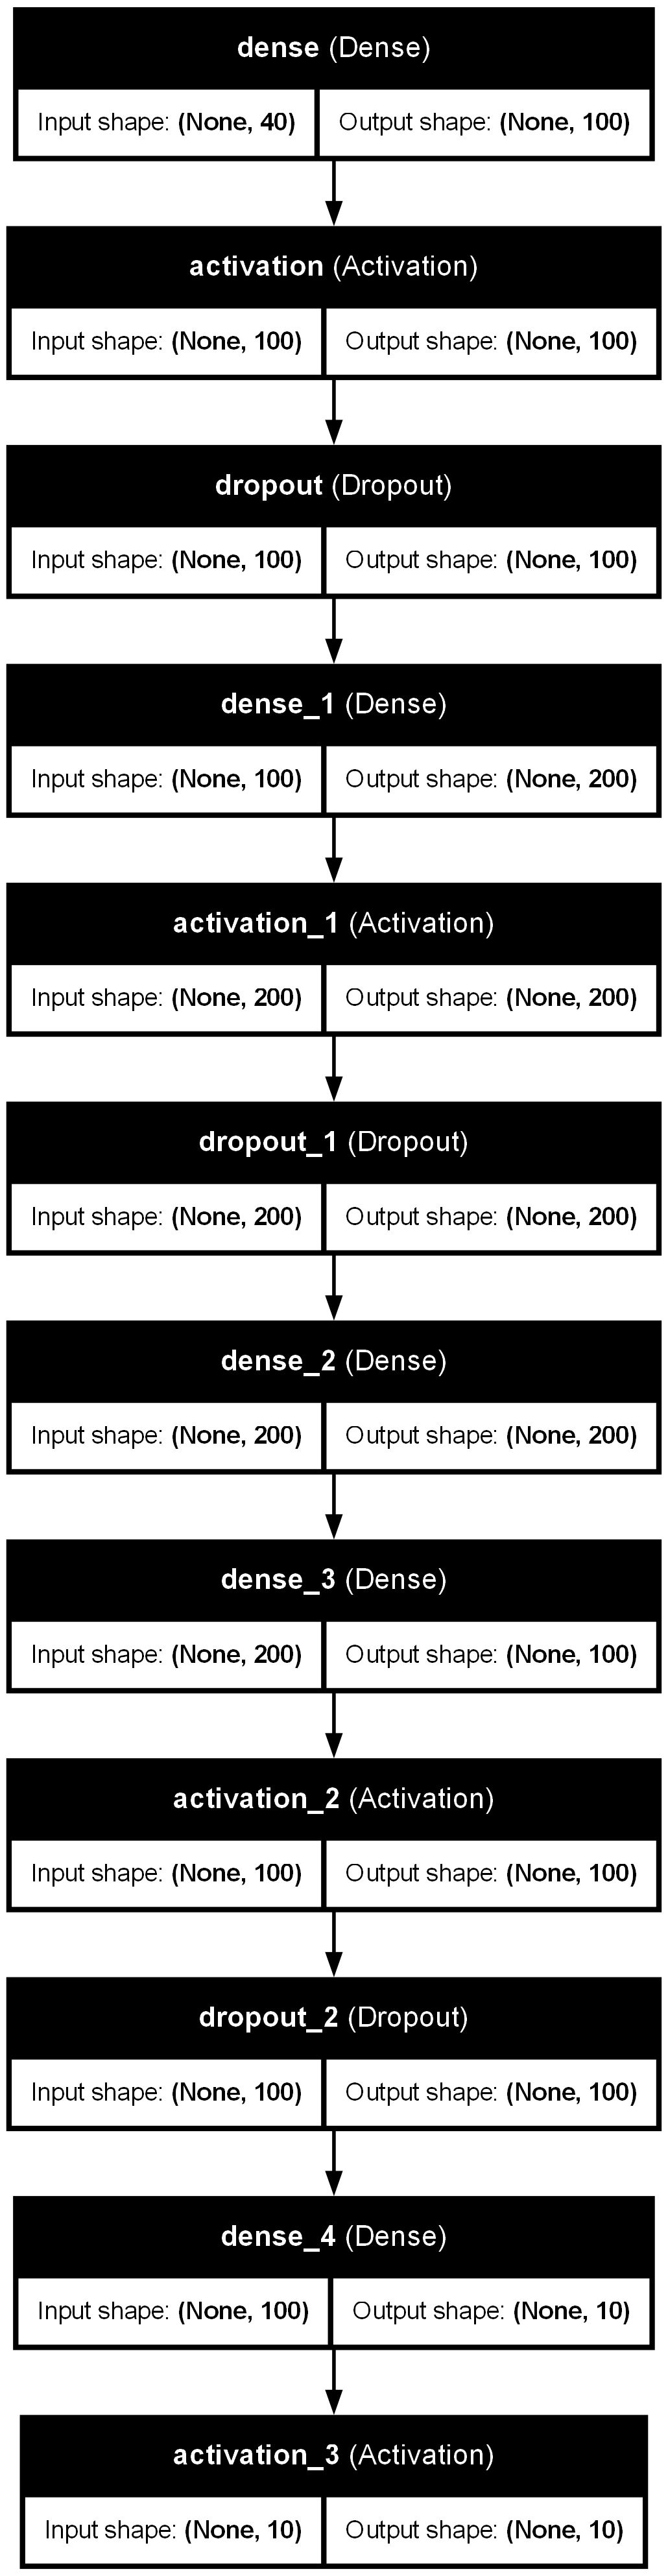 dense (Dense)
Input shape: (None, 40) Output shape: (None, 100)
activation (Activation)
Input shape: (None, 100) Output shape: (None, 100)
dropout (Dropout)
Input shape: (None, 100) Output shape: (None, 100)
dense_1 (Dense)
Input shape: (None, 100) Output shape: (None, 200)
activation_1 (Activation)
Input shape: (None, 200) Output shape: (None, 200)
dropout_1 (Dropout)
Input shape: (None, 200) Output shape: (None, 200)
dense_2 (Dense)
Input shape: (None, 200) Output shape: (None, 200)
dense_3 (Dense)
Input shape: (None, 200) Output shape: (None, 100)
activation_2 (Activation)
Input shape: (None, 100) Output shape: (None, 100)
dropout_2 (Dropout)
Input shape: (None, 100) Output shape: (None, 100)
dense_4 (Dense)
Input shape: (None, 100) Output shape: (None, 10)
activation_3 (Activation)
Input shape: (None, 10) Output shape: (None, 10)